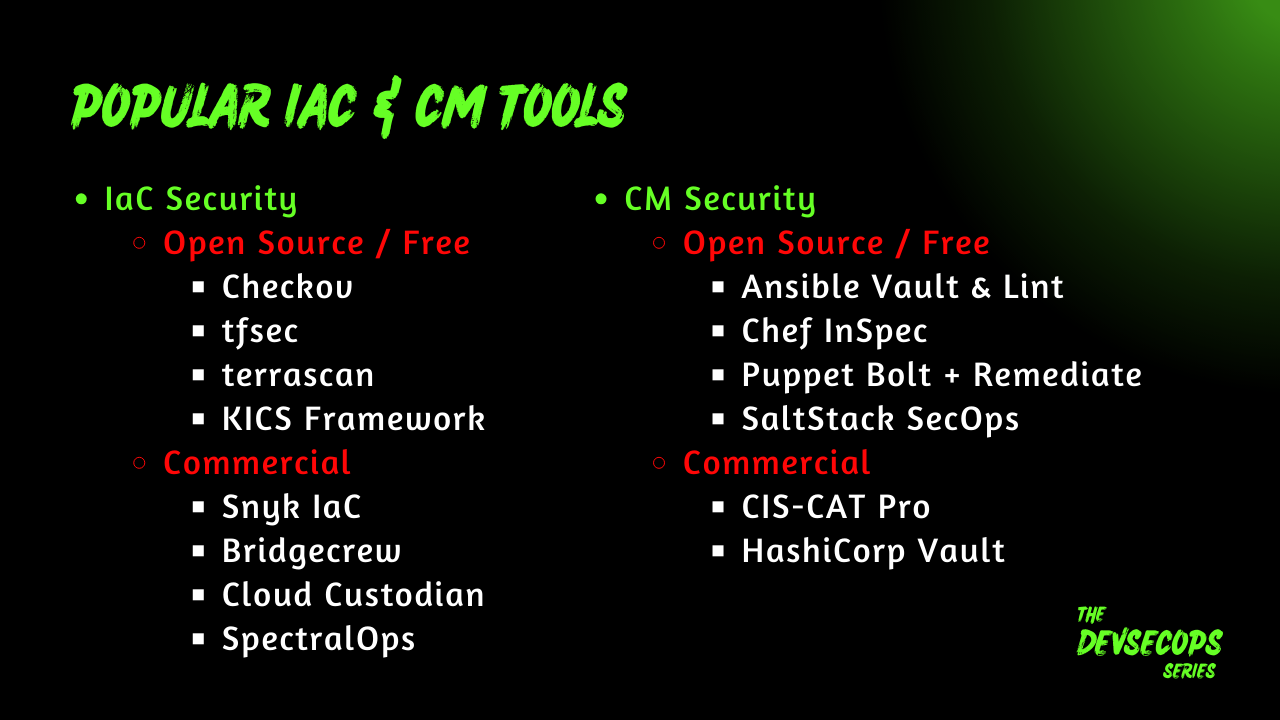 POPULAR IAC & CM TOOLS
IaC Security
Open Source / Free
Checkov
tfsec
terrascan
KICS Framework
Commercial
Snyk IaC
Bridgecrew
Cloud Custodian
SpectralOps
CM Security
Open Source / Free
Ansible Vault & Lint
Chef InSpec
Puppet Bolt + Remediate
SaltStack SecOps
Commercial
CIS-CAT Pro
HashiCorp Vault
THE
DEVSECOPS
SERIES